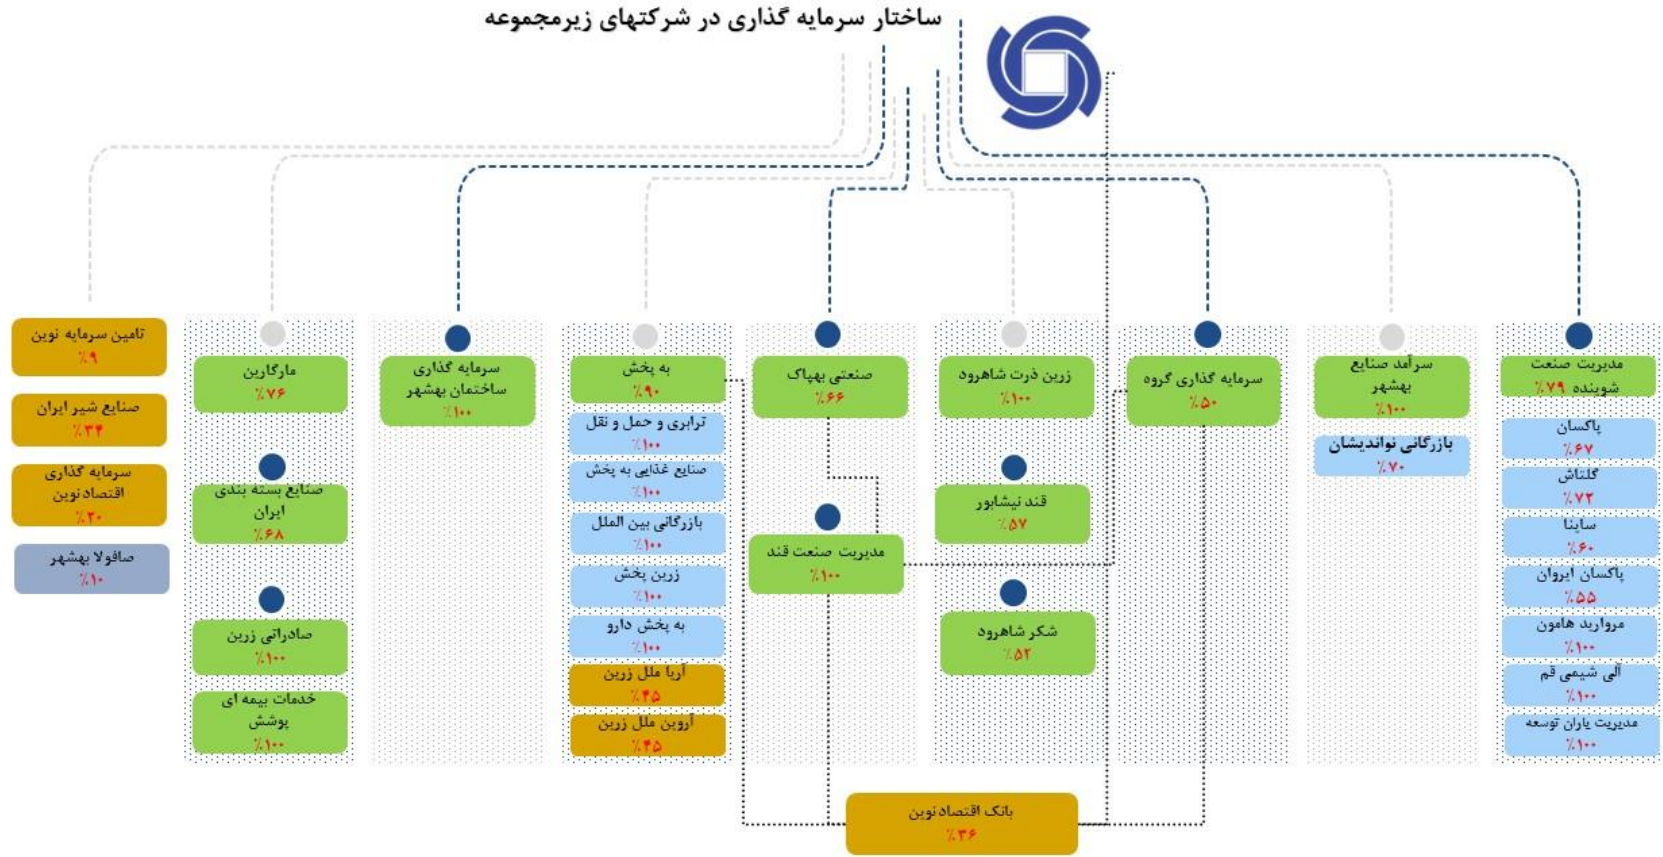 ساختار سرمایه گذاری در شرکتهای زیرمجموعه
مدیریت صنعت
شوینده ٪۷۹
پاکسان
٪۶۷
گلتاش
٪۷۲
ساینا
٪۶۰
پاکسان ایروان
٪۵۵
مروارید هامون
٪۱۰۰
آلی شیمی قم
٪۱۰۰
مدیریت یاران توسعه
٪۱۰۰
سرآمد صنایع
بهشهر
٪۱۰۰
بازرگانی نواندیشان
٪۷۰
سرمایه گذاری گروه
٪۵۰
زرین ذرت شاهرود
٪۱۰۰
قند نیشابور
٪۵۷
شکر شاهرود
٪۵۲
صنعتی بهپاک
٪۶۶
مدیریت صنعت قند
٪۱۰۰
به پخش
٪۹۰
ترابری و حمل و نقل
٪۱۰۰
صنایع غذایی به پخش
٪۱۰۰
بازرگانی بین الملل
٪۱۰۰
زرین پخش
٪۱۰۰
به پخش دارو
٪۱۰۰
آریا ملل زرین
٪۴۵
آروین ملل زرین
٪۴۵
سرمایه گذاری
ساختمان بهشهر
٪۱۰۰
مارگارین
٪۷۶
صنایع بسته بندی
ایران
٪۶۸
صادراتی زرین
٪۱۰۰
خدمات بیمه ای
پوشش
٪۱۰۰
تامین سرمایه نوین
٪۹
صنایع شیر ایران
٪۳۴
سرمایه گذاری
اقتصادنوین
٪۲۰
صافولا بهشهر
٪۱۰
بانک اقتصادنوین
٪۳۶